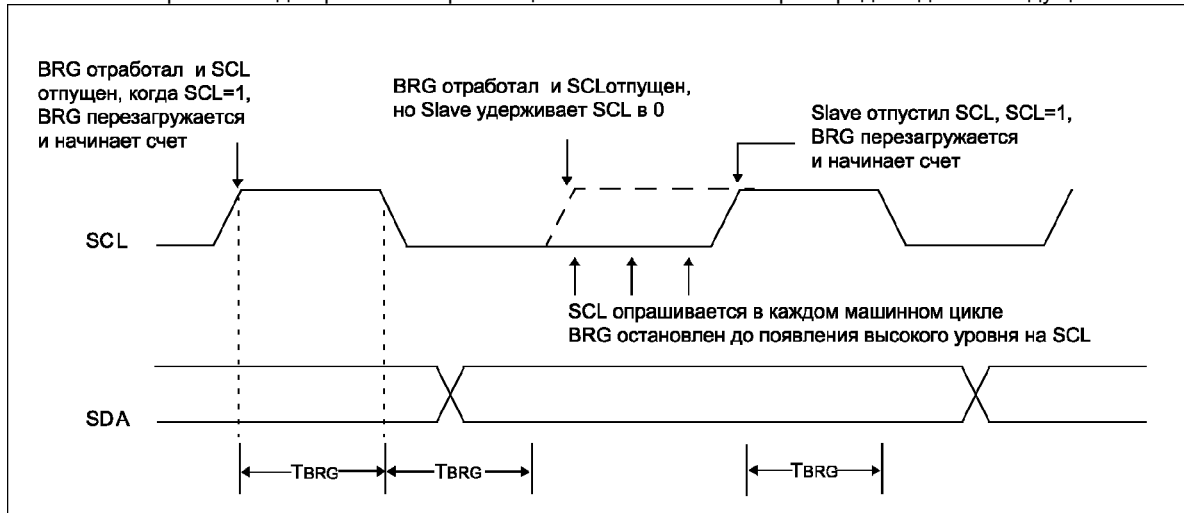 BRG отработал и SCL
отпущен, когда SCL=1,
BRG перезагружается
и начинает счет
BRG отработал и SCLотпущен,
но Slave удерживает SCL в 0
Slave отпустил SCL, SCL=1,
BRG перезагружается
и начинает счет
SCL
SCL опрашивается в каждом машинном цикле
BRG остановлен до появления высокого уровня на SCL
SDA
TBRG
TBRG
TBRG